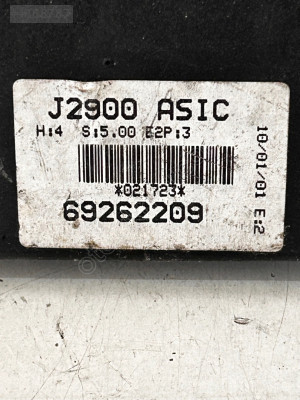 J2900 ASIC
H:4 S:5.00 E2P:3
*021723*
69262209
10/01/01 E:2